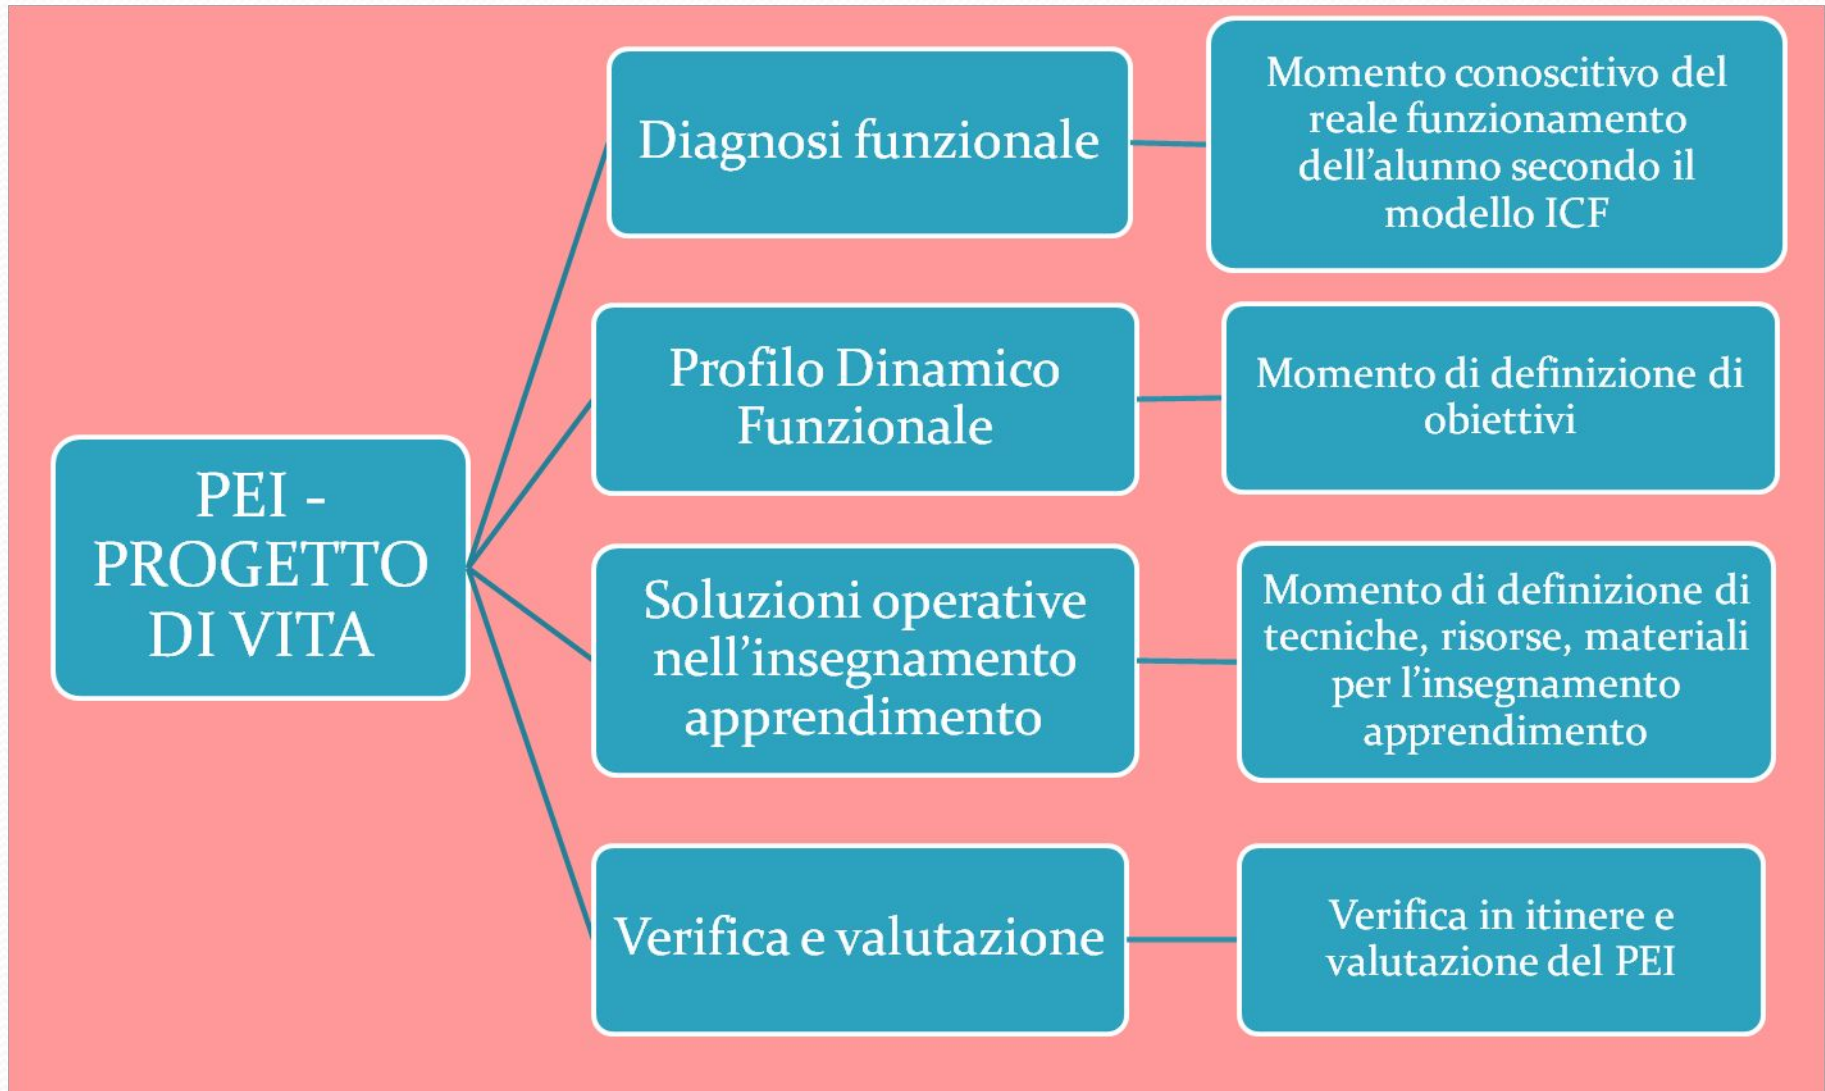 PEI -
PROGETTO
DI VITA
Diagnosi funzionale
Momento conoscitivo del
reale funzionamento
dell’alunno secondo il
modello ICF
Profilo Dinamico
Funzionale
Momento di definizione di
obiettivi
Soluzioni operative
nell’insegnamento
apprendimento
Momento di definizione di
tecniche, risorse, materiali
per l’insegnamento
apprendimento
Verifica e valutazione
Verifica in itinere e
valutazione del PEI